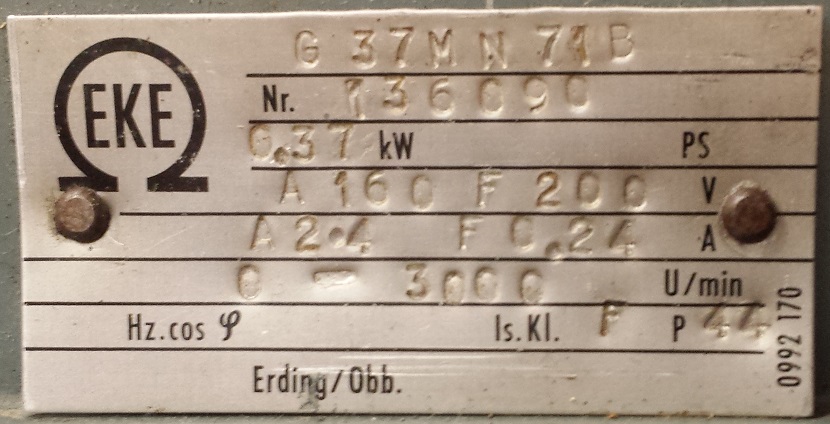 G 37MN 71B
EKE
Nr. 136090
0.37 kW PS
A 160 F 200 V
A 2.4 F 0.24 A
0 - 3000 U/min
Hz.cos φ Is.Kl. F P 44
0992 170
Erding/Obb.